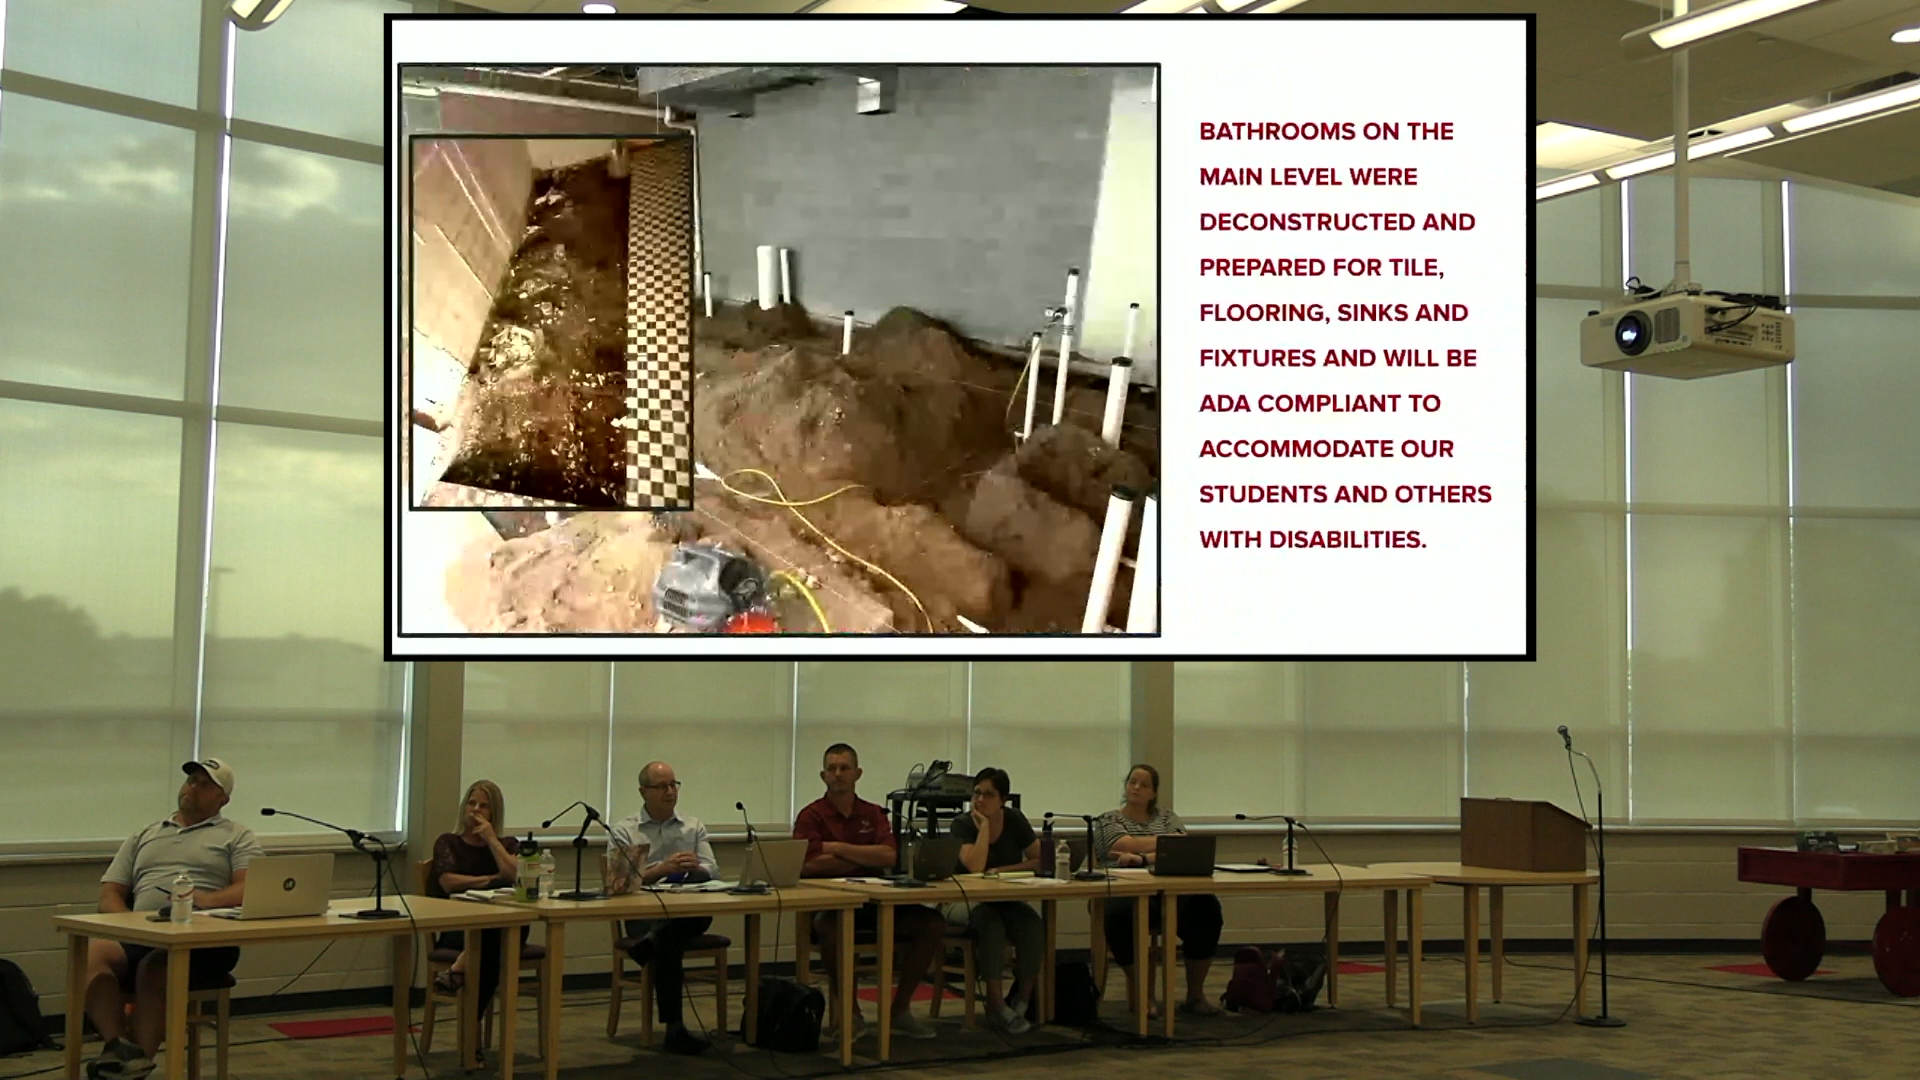 BATHROOMS ON THE
MAIN LEVEL WERE
DECONSTRUCTED AND
PREPARED FOR TILE,
FLOORING, SINKS AND
FIXTURES AND WILL BE
ADA COMPLIANT TO
ACCOMMODATE OUR
STUDENTS AND OTHERS
WITH DISABILITIES.